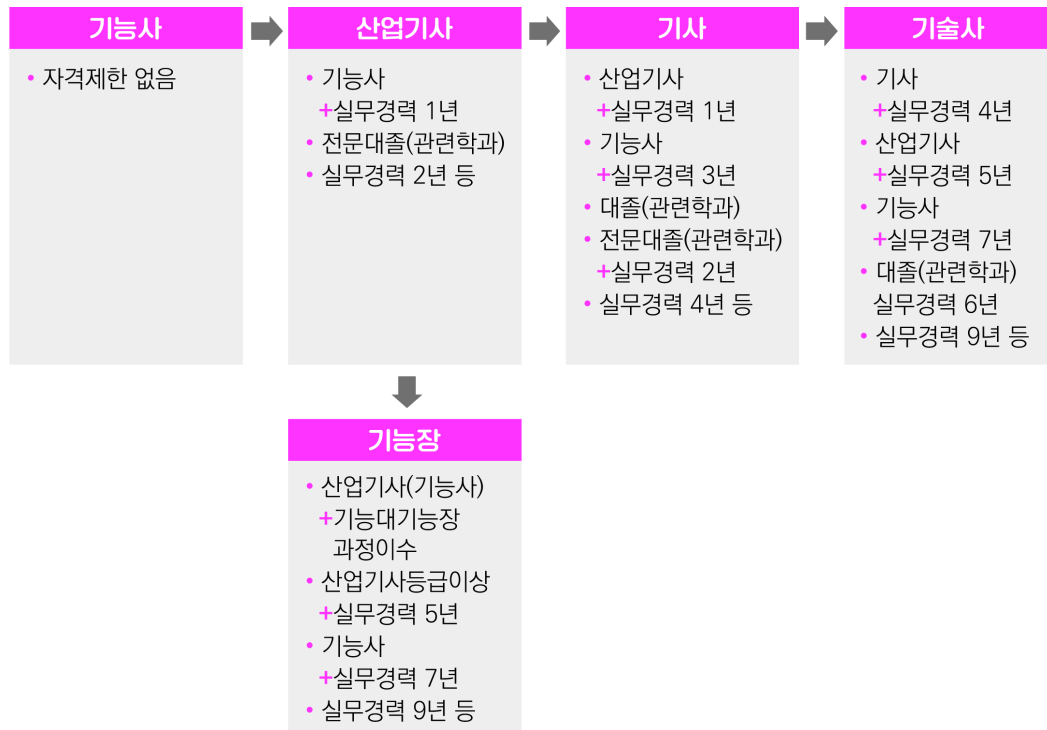 기능사
• 자격제한 없음
산업기사
• 기능사
+실무경력 1년
• 전문대졸(관련학과)
• 실무경력 2년 등
기사
• 산업기사
+실무경력 1년
• 기능사
+실무경력 3년
• 대졸(관련학과)
• 전문대졸(관련학과)
+실무경력 2년
• 실무경력 4년 등
기술사
• 기사
+실무경력 4년
• 산업기사
+실무경력 5년
• 기능사
+실무경력 7년
• 대졸(관련학과)
실무경력 6년
• 실무경력 9년 등
기능장
• 산업기사(기능사)
+기능대기능장
과정이수
• 산업기사등급이상
+실무경력 5년
• 기능사
+실무경력 7년
• 실무경력 9년 등